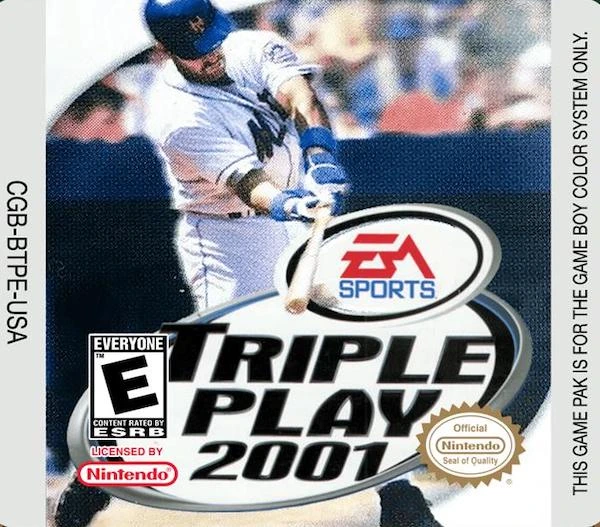 CGB-BTPE-USA
THIS GAME PAK IS FOR THE GAME BOY COLOR SYSTEM ONLY.
EA
SPORTS
TRIPLE
PLAY
2001
EVERYONE
TM
E
CONTENT RATED BY
ESRB
LICENSED BY
Nintendo®
Official
Nintendo
Seal of Quality
®